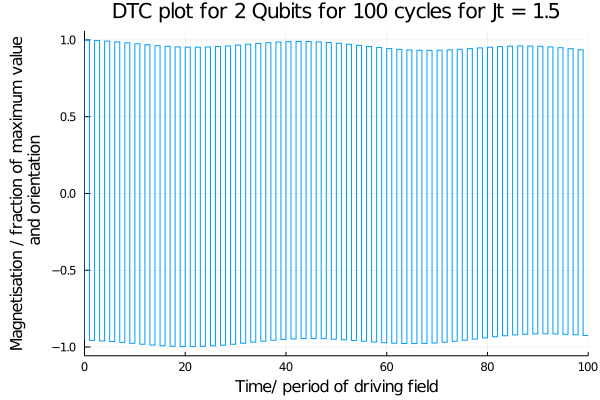 DTC plot for 2 Qubits for 100 cycles for Jt = 1.5
Magnetisation / fraction of maximum value
and orientation
1.0
0.5
0.0
−0.5
−1.0
0
20
40
60
80
100
Time/ period of driving field